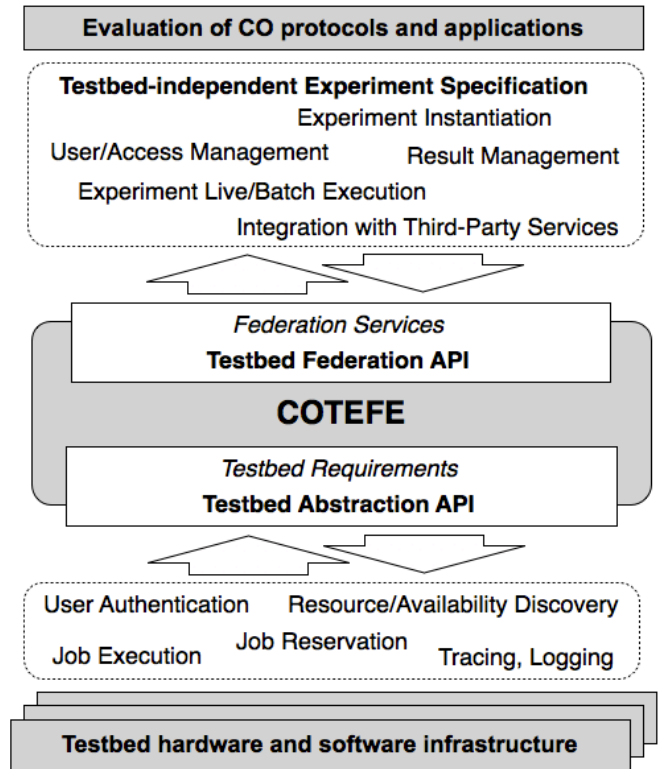 Evaluation of CO protocols and applications
Testbed-independent Experiment Specification
Experiment Instantiation
User/Access Management
Result Management
Experiment Live/Batch Execution
Integration with Third-Party Services
Federation Services
Testbed Federation API
COTEFE
Testbed Requirements
Testbed Abstraction API
User Authentication
Resource/Availability Discovery
Job Reservation
Job Execution
Tracing, Logging
Testbed hardware and software infrastructure